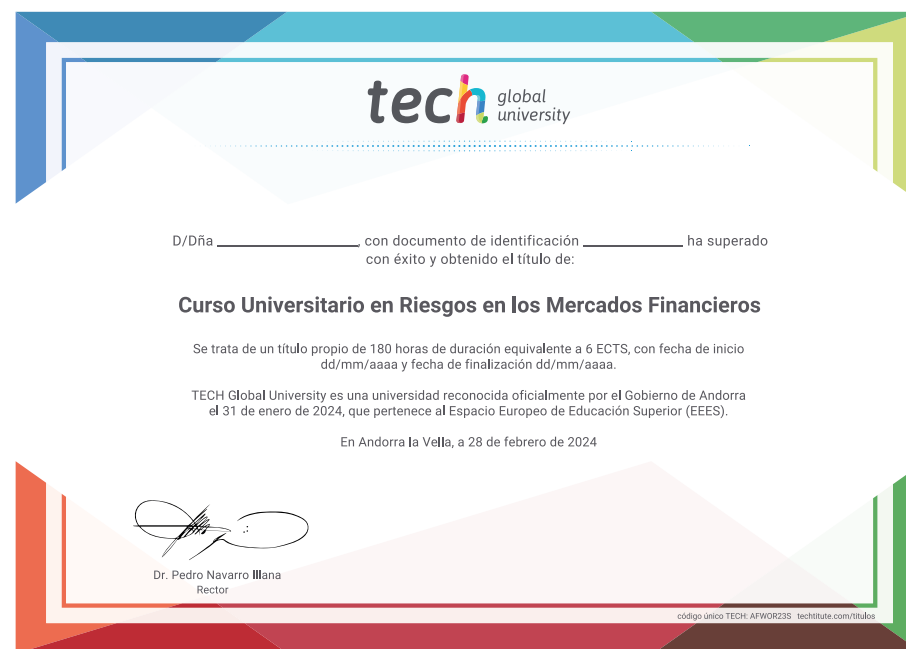 tech global university
D/Dña ____________________, con documento de identificación ______________ ha superado
con éxito y obtenido el título de:
Curso Universitario en Riesgos en los Mercados Financieros
Se trata de un título propio de 180 horas de duración equivalente a 6 ECTS, con fecha de inicio
dd/mm/aaaa y fecha de finalización dd/mm/aaaa.
TECH Global University es una universidad reconocida oficialmente por el Gobierno de Andorra
el 31 de enero de 2024, que pertenece al Espacio Europeo de Educación Superior (EEES).
En Andorra la Vella, a 28 de febrero de 2024
Dr. Pedro Navarro Illana
Rector
código único TECH: AFWOR23S techtitute.com/titulos